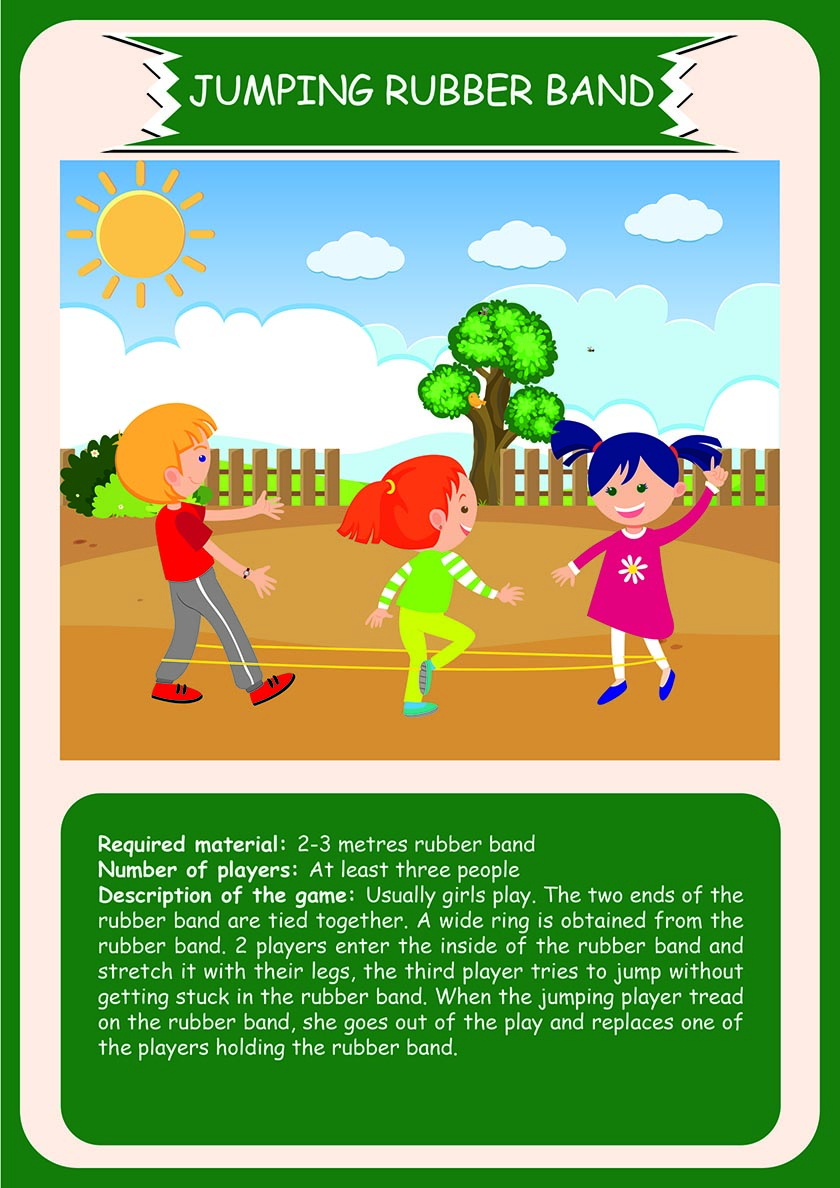 JUMPING RUBBER BAND
Required material: 2-3 metres rubber band
Number of players: At least three people
Description of the game: Usually girls play. The two ends of the
rubber band are tied together. A wide ring is obtained from the
rubber band. 2 players enter the inside of the rubber band and
stretch it with their legs, the third player tries to jump without
getting stuck in the rubber band. When the jumping player tread
on the rubber band, she goes out of the play and replaces one of
the players holding the rubber band.